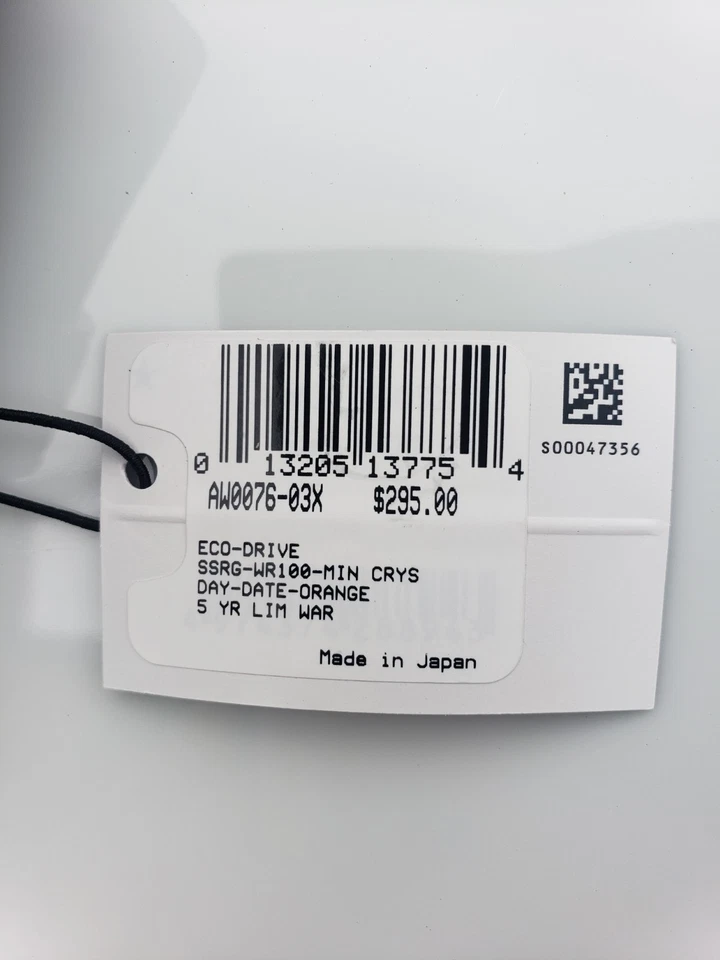 0 13205 13775 4
S00047356
AW0076-03X $295.00
ECO-DRIVE
SSRG-WR100-MIN CRYS
DAY-DATE-ORANGE
5 YR LIM WAR
Made in Japan